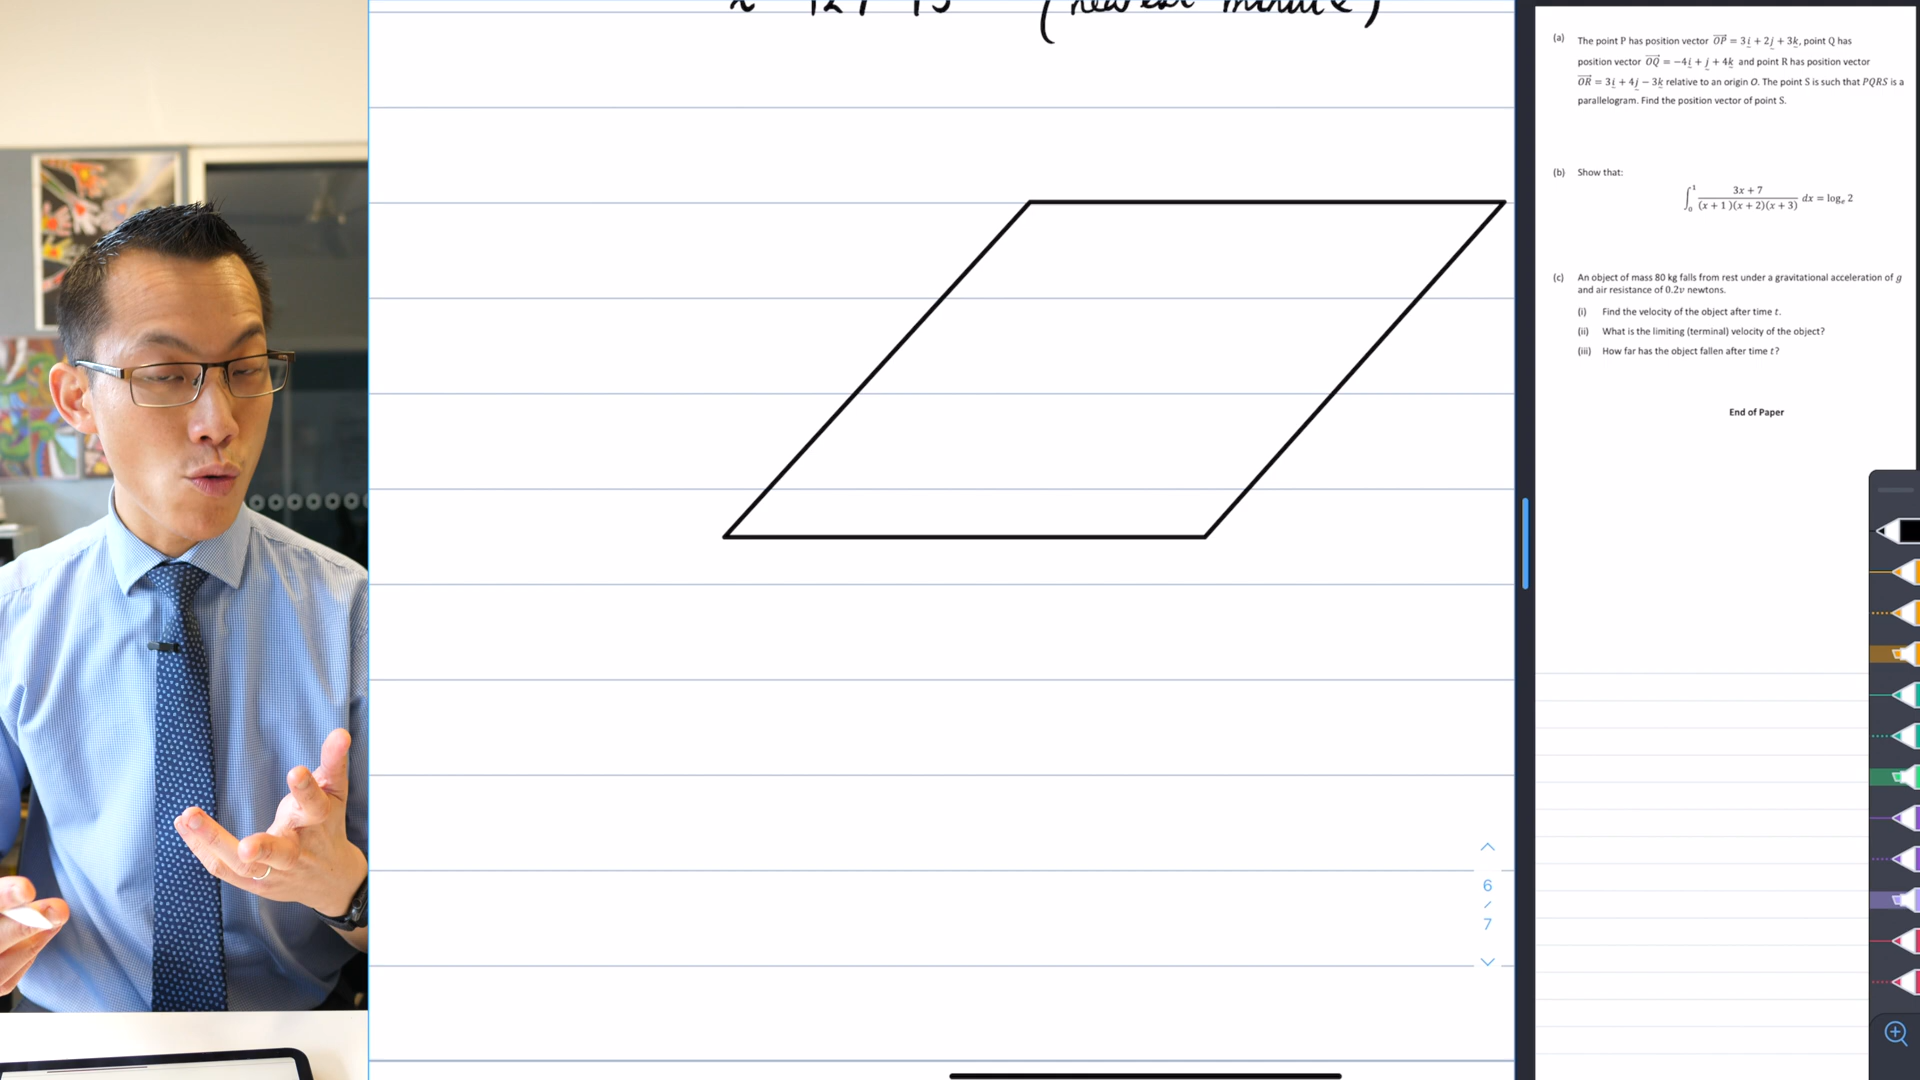 (nearest minute)
(a) The point P has position vector OP = 3i + 2j + 3k, point Q has
position vector OQ = −4i + j + 4k and point R has position vector
OR = 3i + 4j − 3k relative to an origin O. The point S is such that PQRS is a
parallelogram. Find the position vector of point S.
(b) Show that:
∫₀¹ (3x + 7)/((x + 1)(x + 2)(x + 3)) dx = logₑ 2
(c) An object of mass 80 kg falls from rest under a gravitational acceleration of g
and air resistance of 0.2v newtons.
(i) Find the velocity of the object after time t.
(ii) What is the limiting (terminal) velocity of the object?
(iii) How far has the object fallen after time t?
End of Paper
6
/
7